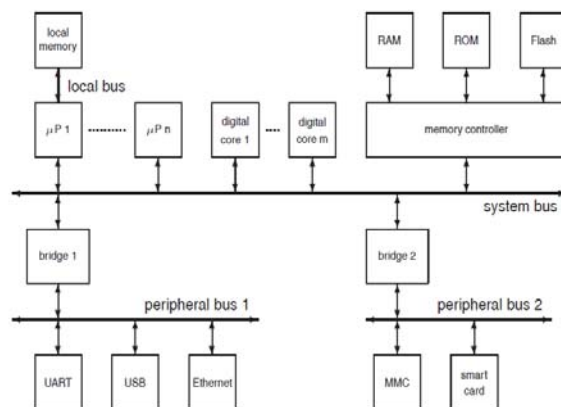 local
memory
RAM
ROM
Flash
local bus
μP 1
μP n
digital
core 1
digital
core m
memory controller
system bus
bridge 1
bridge 2
peripheral bus 1
peripheral bus 2
UART
USB
Ethernet
MMC
smart
card